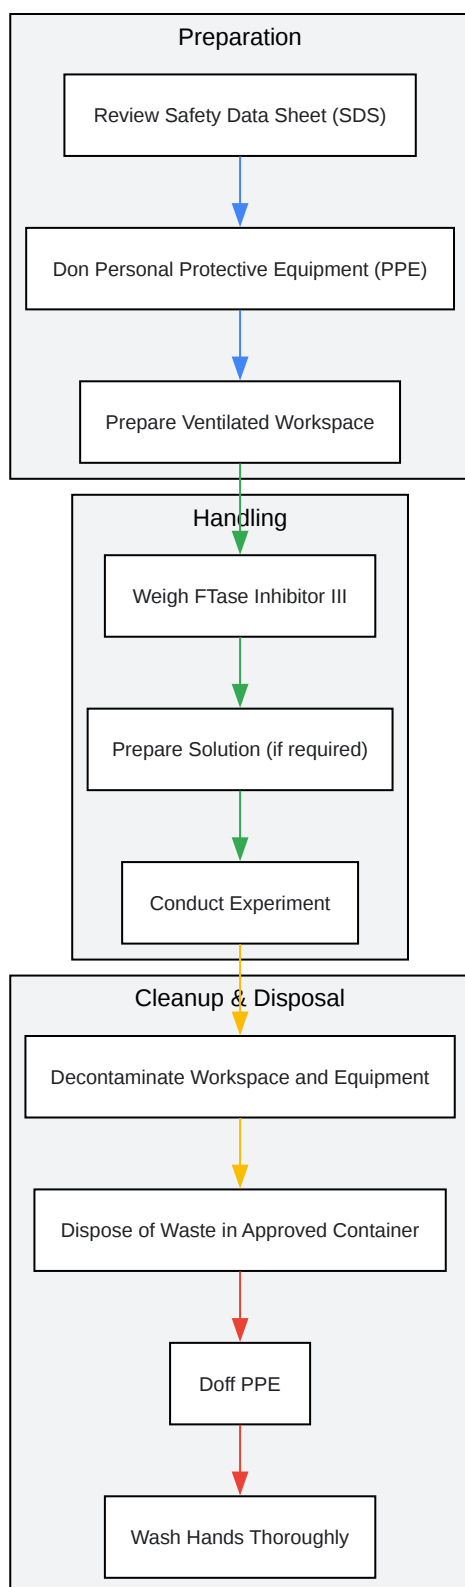 Preparation
Review Safety Data Sheet (SDS)
Don Personal Protective Equipment (PPE)
Prepare Ventilated Workspace
Handling
Weigh FTase Inhibitor III
Prepare Solution (if required)
Conduct Experiment
Cleanup & Disposal
Decontaminate Workspace and Equipment
Dispose of Waste in Approved Container
Doff PPE
Wash Hands Thoroughly